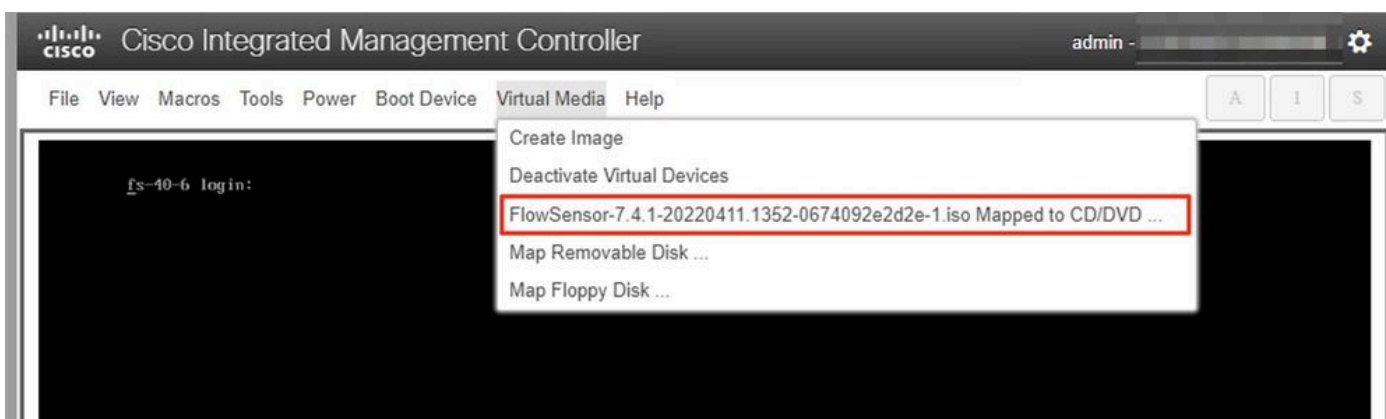 cisco Cisco Integrated Management Controller admin -
File View Macros Tools Power Boot Device Virtual Media Help A 1 S
Create Image
Deactivate Virtual Devices
fs-40-6 login:
FlowSensor-7.4.1-20220411.1352-0674092e2d2e-1.iso Mapped to CD/DVD ...
Map Removable Disk ...
Map Floppy Disk ...